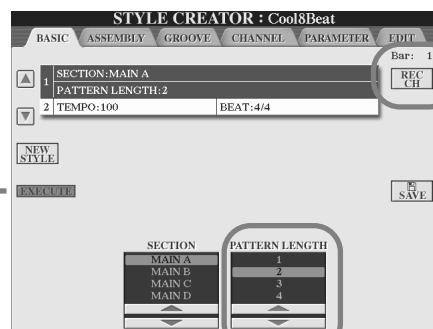 STYLE CREATOR : Cool8Beat
BASIC ASSEMBLY GROOVE CHANNEL PARAMETER EDIT
Bar: 1
REC
CH
1 SECTION:MAIN A
PATTERN LENGTH:2
2 TEMPO:100 BEAT:4/4
NEW
STYLE
EXECUTE
SAVE
SECTION PATTERN LENGTH
MAIN A 1
MAIN B 2
MAIN C 3
MAIN D 4